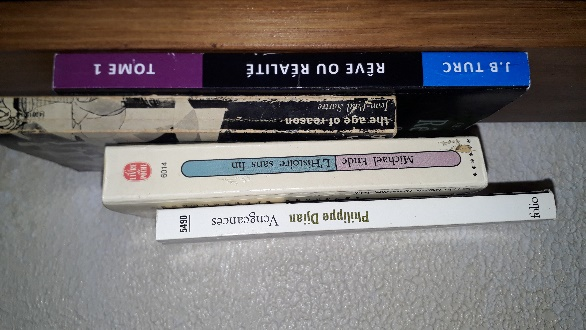 J.B TURC RÊVE OU RÉALITÉ TOME 1
Jean-Paul Sartre
the age of reason
Michael Ende L'Histoire sans fin
6014
folio Philippe Djian Vengeances 5490